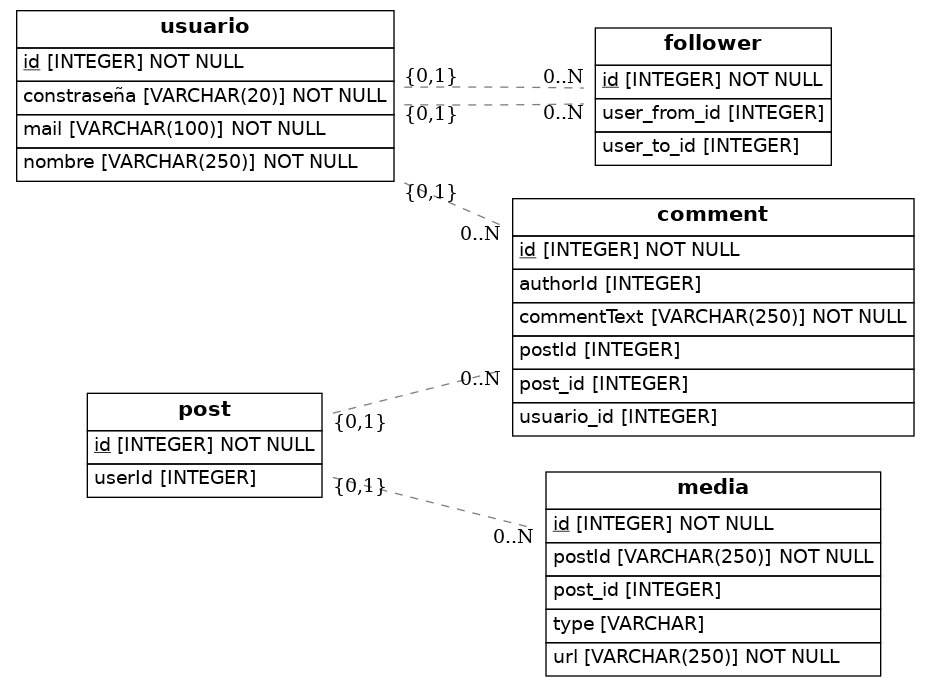 usuario
id [INTEGER] NOT NULL
constraseña [VARCHAR(20)] NOT NULL
mail [VARCHAR(100)] NOT NULL
nombre [VARCHAR(250)] NOT NULL
{0,1}
0..N
{0,1}
0..N
follower
id [INTEGER] NOT NULL
user_from_id [INTEGER]
user_to_id [INTEGER]
{0,1}
0..N
comment
id [INTEGER] NOT NULL
authorId [INTEGER]
commentText [VARCHAR(250)] NOT NULL
postId [INTEGER]
post_id [INTEGER]
usuario_id [INTEGER]
post
id [INTEGER] NOT NULL
userId [INTEGER]
{0,1}
0..N
{0,1}
0..N
media
id [INTEGER] NOT NULL
postId [VARCHAR(250)] NOT NULL
post_id [INTEGER]
type [VARCHAR]
url [VARCHAR(250)] NOT NULL